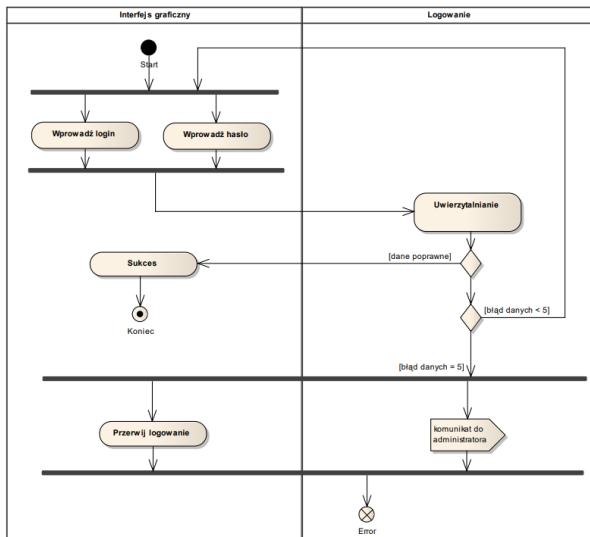 Interfejs graficzny
Logowanie
Start
Wprowadź login
Wprowadź hasło
Uwierzytalnianie
[dane poprawne]
Sukces
[błąd danych < 5]
Koniec
[błąd danych = 5]
Przerwij logowanie
komunikat do
administratora
Error